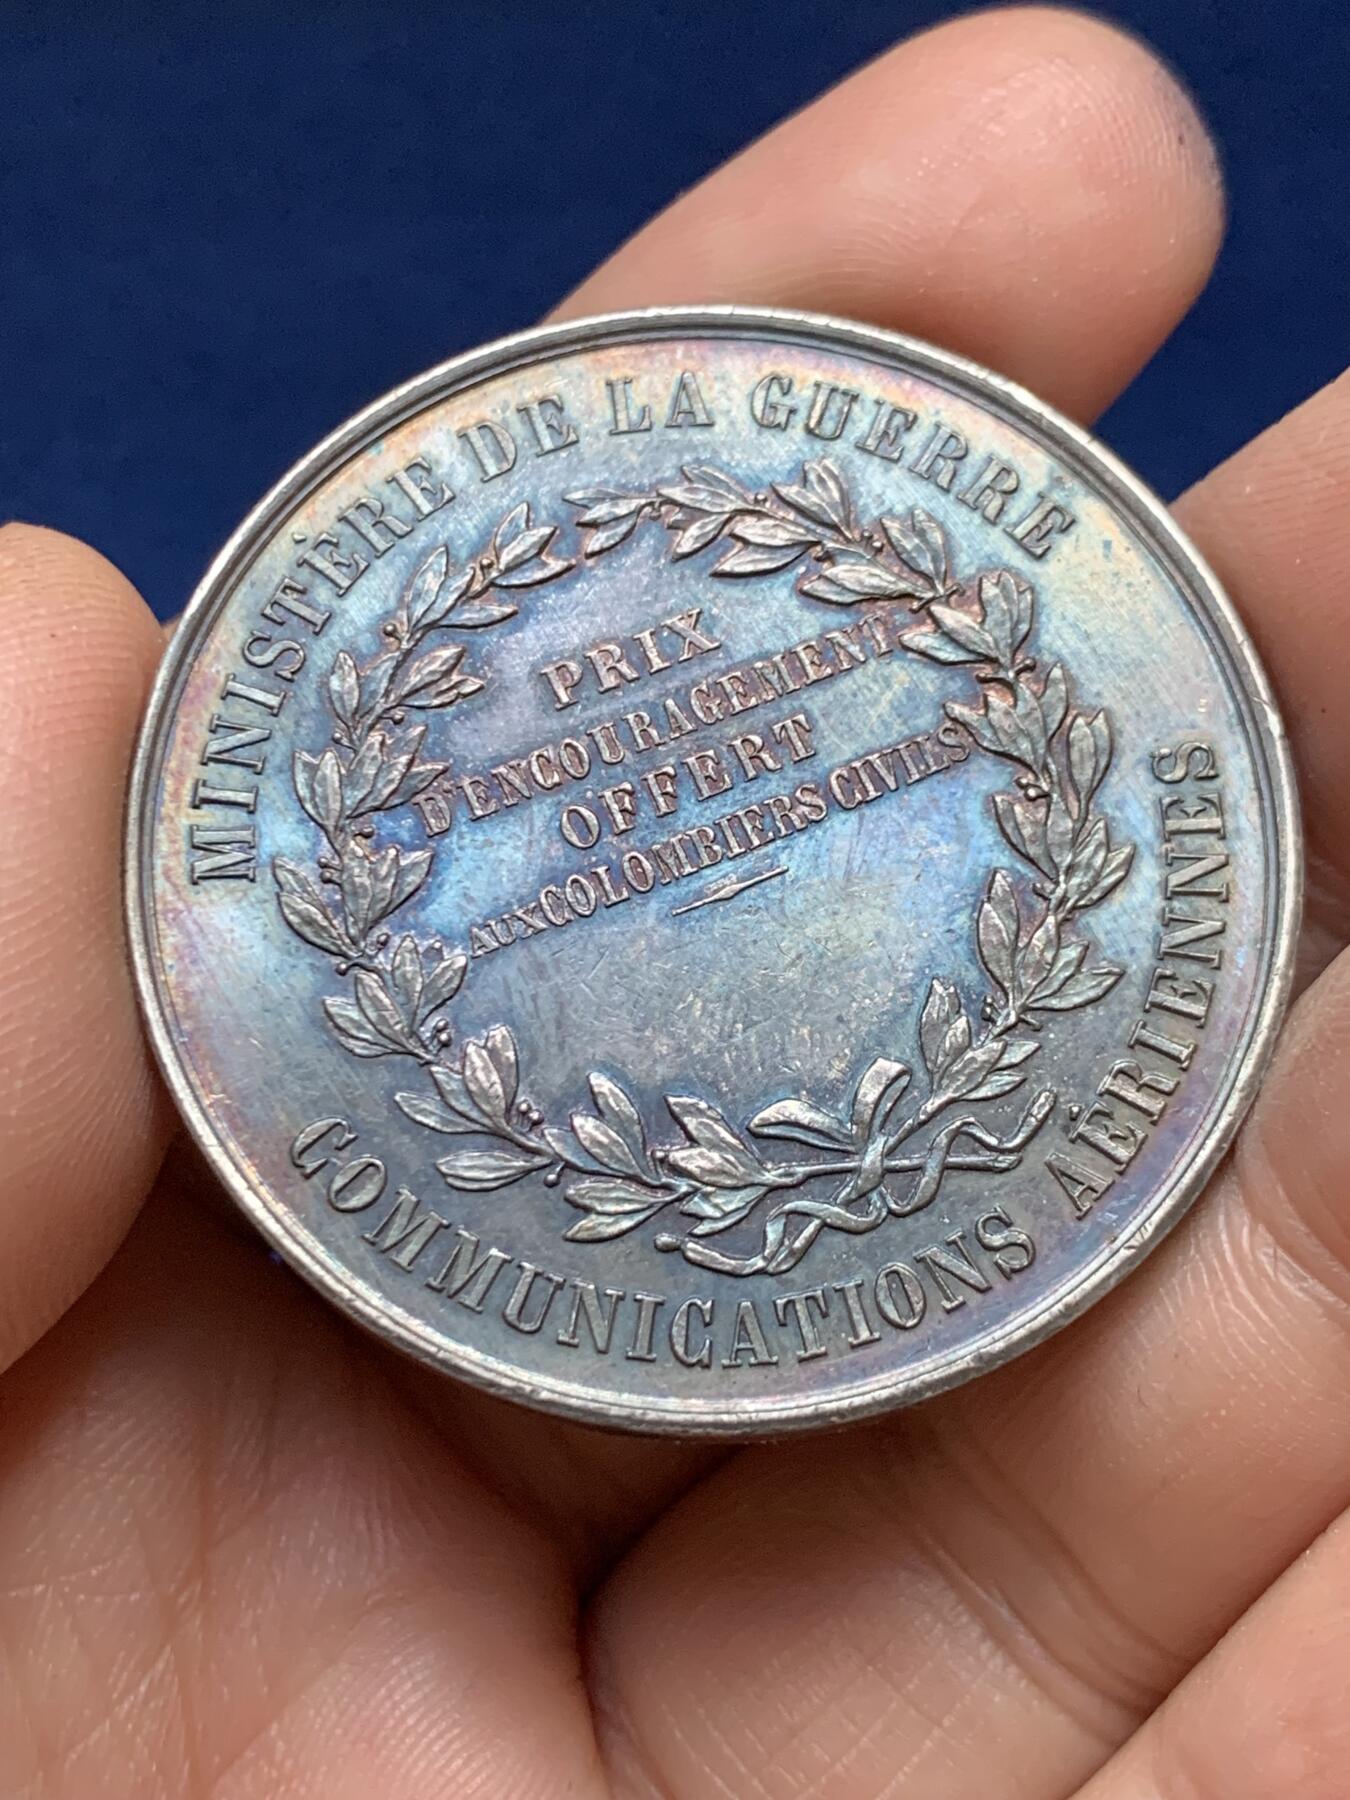 MINISTÈRE DE LA GUERRE
PRIX
D'ENCOURAGEMENT
OFFERT
AUX COLOMBIERS CIVILS
COMMUNICATIONS AÉRIENNES